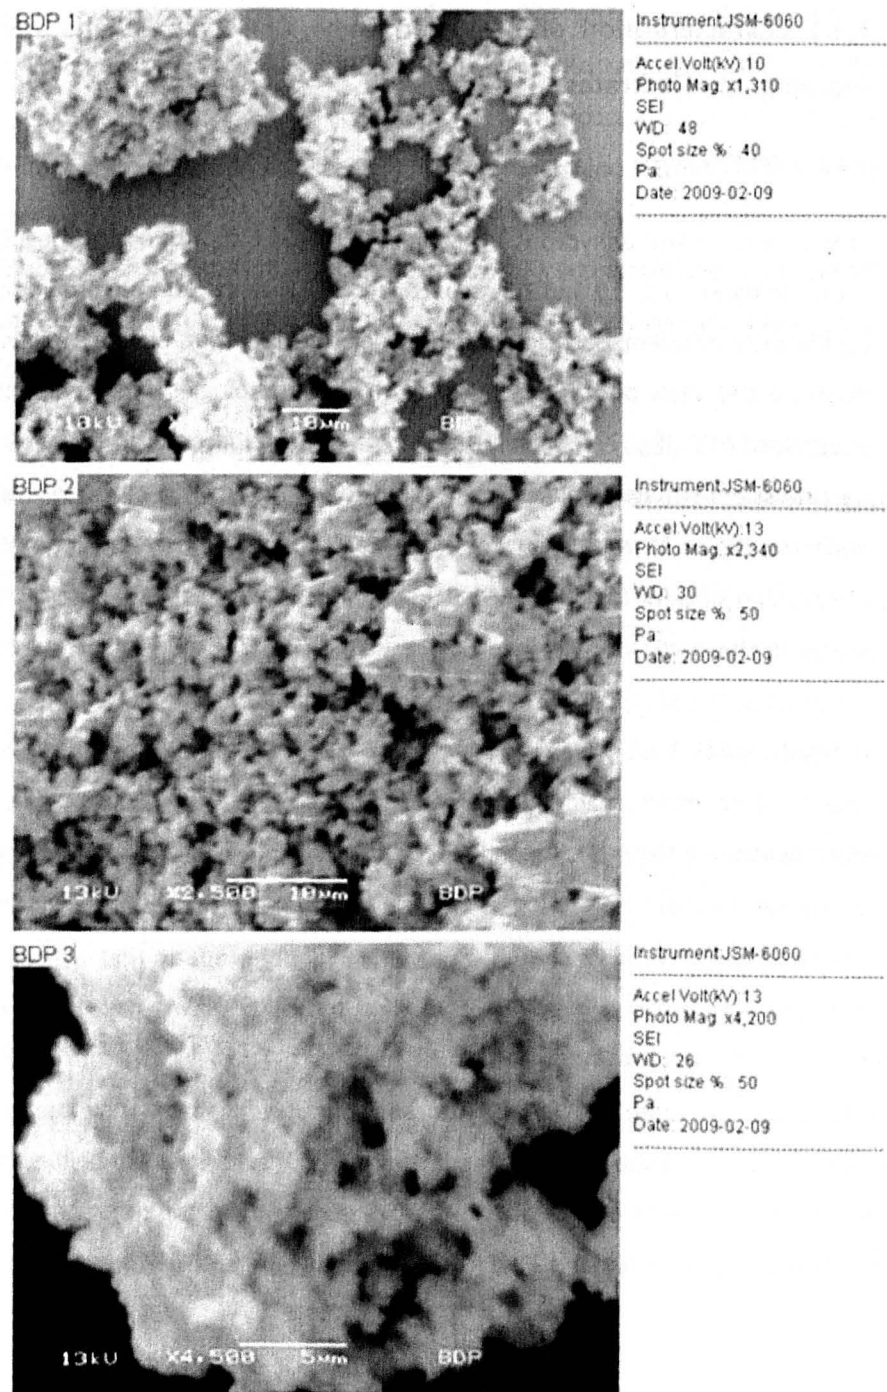 BDP 1
Instrument:JSM-6060
Accel.Volt(kV):10
Photo Mag: x1,310
SEI
WD: 48
Spot size %: 40
Pa:
Date: 2009-02-09
10kU
10μm
BDP 2
Instrument:JSM-6060
Accel.Volt(kV):13
Photo Mag: x2,340
SEI
WD: 30
Spot size %: 50
Pa:
Date: 2009-02-09
13kU X2,500 10μm BDP
BDP 3
Instrument:JSM-6060
Accel.Volt(kV):13
Photo Mag: x4,200
SEI
WD: 26
Spot size %: 50
Pa:
Date: 2009-02-09
13kU X4,500 5μm BDP